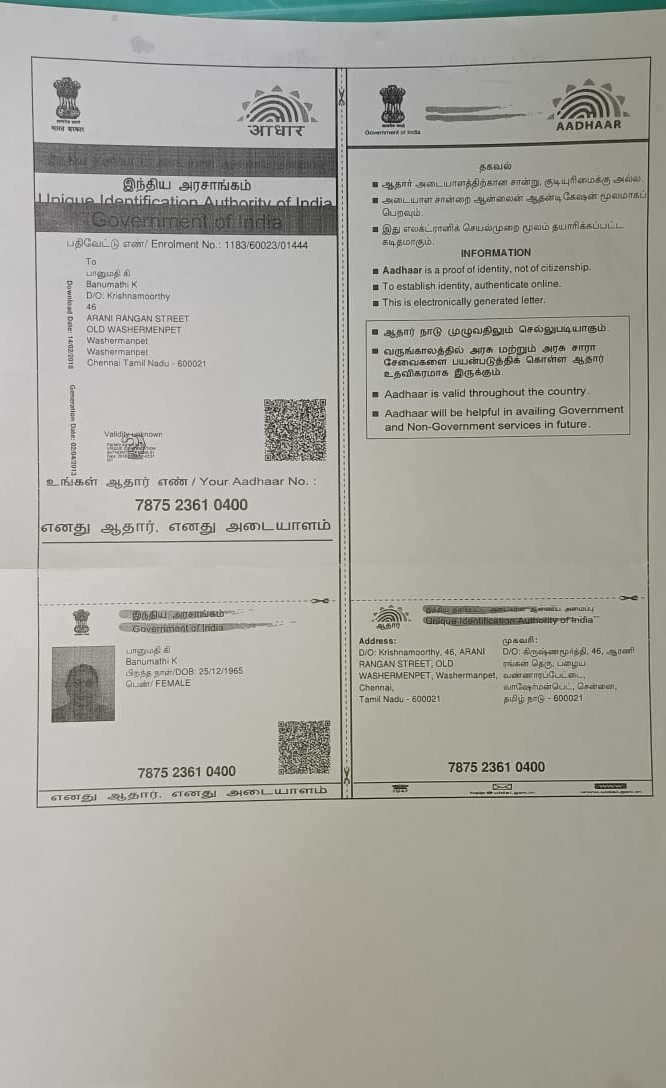 भारत सरकार
आधार
இந்திய அரசாங்கம்
Unique Identification Authority of India
Government of India
பதிவேட்டு எண்/ Enrolment No.: 1183/60023/01444
To
பானுமதி கி
Banumathi K
D/O: Krishnamoorthy
46
ARANI RANGAN STREET
OLD WASHERMENPET
Washermanpet
Washermanpet
Chennai Tamil Nadu - 600021
Download Date: 14/02/2018
Generation Date: 02/04/2013
Validity unknown
உங்கள் ஆதார் எண் / Your Aadhaar No. :
7875 2361 0400
எனது ஆதார், எனது அடையாளம்
Government of India
AADHAAR
தகவல்
■ ஆதார் அடையாளத்திற்கான சான்று, குடியுரிமைக்கு அல்ல.
■ அடையாள சான்றை ஆன்லைன் ஆதன்டிகேஷன் மூலமாகப்
பெறவும்.
■ இது எலக்ட்ரானிக் செயல்முறை மூலம் தயாரிக்கப்பட்ட
கடிதமாகும்.
INFORMATION
■ Aadhaar is a proof of identity, not of citizenship.
■ To establish identity, authenticate online.
■ This is electronically generated letter.
■ ஆதார் நாடு முழுவதிலும் செல்லுபடியாகும்.
■ வருங்காலத்தில் அரசு மற்றும் அரசு சாரா
சேவைகளை பயன்படுத்திக் கொள்ள ஆதார்
உதவிகரமாக இருக்கும்.
■ Aadhaar is valid throughout the country.
■ Aadhaar will be helpful in availing Government
and Non-Government services in future.
இந்திய அரசாங்கம்
Government of India
பானுமதி கி
Banumathi K
பிறந்த நாள்/DOB: 25/12/1965
பெண்/ FEMALE
7875 2361 0400
எனது ஆதார், எனது அடையாளம்
ஆதார்
Unique Identification Authority of India
Address:
D/O: Krishnamoorthy, 46, ARANI
RANGAN STREET, OLD
WASHERMENPET, Washermanpet,
Chennai,
Tamil Nadu - 600021
முகவரி:
D/O: கிருஷ்ணமூர்த்தி, 46, ஆரணி
ரங்கன் தெரு, பழைய
வண்ணாரப்பேட்டை,
வாஷேர்மன்பெட், சென்னை,
தமிழ் நாடு - 600021
7875 2361 0400
1947
help@uidai.gov.in
www.uidai.gov.in